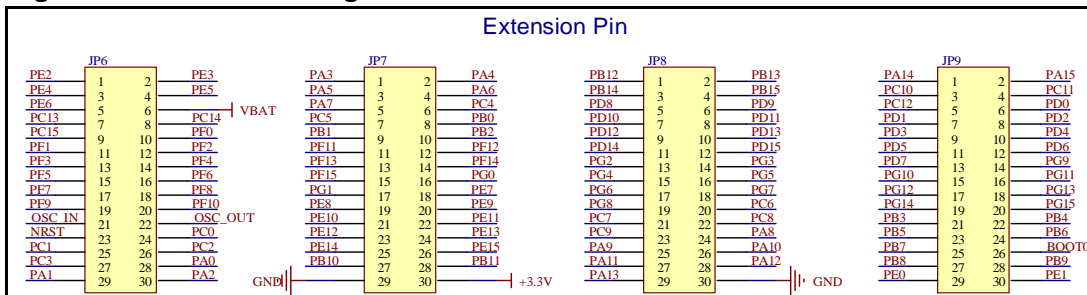 Extension Pin
JP6
PE2 1 2 PE3
PE4 3 4 PE5
PE6 5 6 VBAT
PC13 7 8 PC14
PC15 9 10 PF0
PF1 11 12 PF2
PF3 13 14 PF4
PF5 15 16 PF6
PF7 17 18 PF8
PF9 19 20 PF10
OSC_IN 21 22 OSC_OUT
NRST 23 24 PC0
PC1 25 26 PC2
PC3 27 28 PA0
PA1 29 30 PA2
JP7
PA3 1 2 PA4
PA5 3 4 PA6
PA7 5 6 PC4
PC5 7 8 PB0
PB1 9 10 PB2
PF11 11 12 PF12
PF13 13 14 PF14
PF15 15 16 PG0
PG1 17 18 PE7
PE8 19 20 PE9
PE10 21 22 PE11
PE12 23 24 PE13
PE14 25 26 PE15
PB10 27 28 PB11
GND 29 30 +3.3V
JP8
PB12 1 2 PB13
PB14 3 4 PB15
PD8 5 6 PD9
PD10 7 8 PD11
PD12 9 10 PD13
PD14 11 12 PD15
PG2 13 14 PG3
PG4 15 16 PG5
PG6 17 18 PG7
PG8 19 20 PC6
PC7 21 22 PC8
PC9 23 24 PA8
PA9 25 26 PA10
PA11 27 28 PA12
PA13 29 30 GND
JP9
PA14 1 2 PA15
PC10 3 4 PC11
PC12 5 6 PD0
PD1 7 8 PD2
PD3 9 10 PD4
PD5 11 12 PD6
PD7 13 14 PG9
PG10 15 16 PG11
PG12 17 18 PG13
PG14 19 20 PG15
PB3 21 22 PB4
PB5 23 24 PB6
PB7 25 26 BOOT0
PB8 27 28 PB9
PE0 29 30 PE1